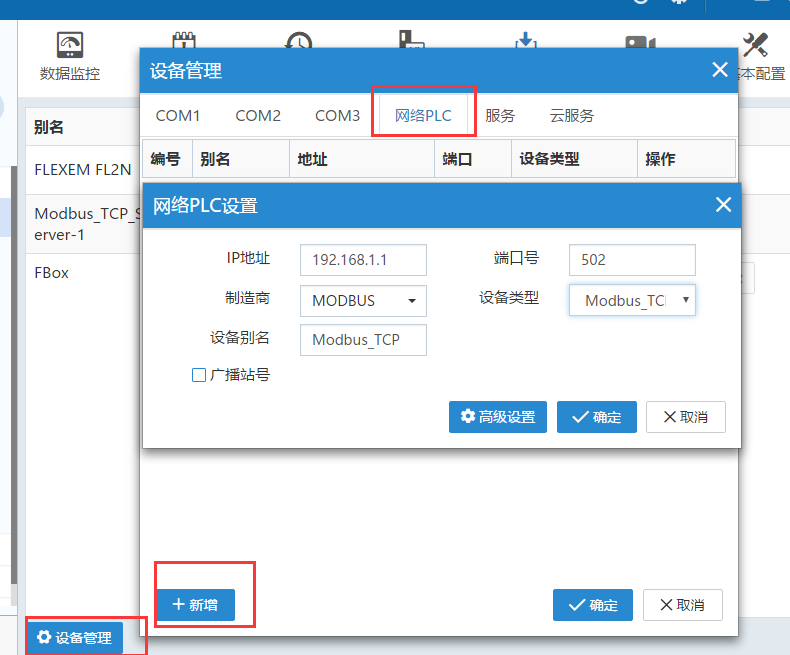 数据监控
本配置
设备管理
COM1 COM2 COM3 网络PLC 服务 云服务
别名
编号 别名 地址 端口 设备类型 操作
FLEXEM FL2N
网络PLC设置
Modbus_TCP_S
erver-1
IP地址 192.168.1.1 端口号 502
FBox
制造商 MODBUS 设备类型 Modbus_TC
设备别名 Modbus_TCP
广播站号
高级设置 确定 取消
新增 确定 取消
设备管理